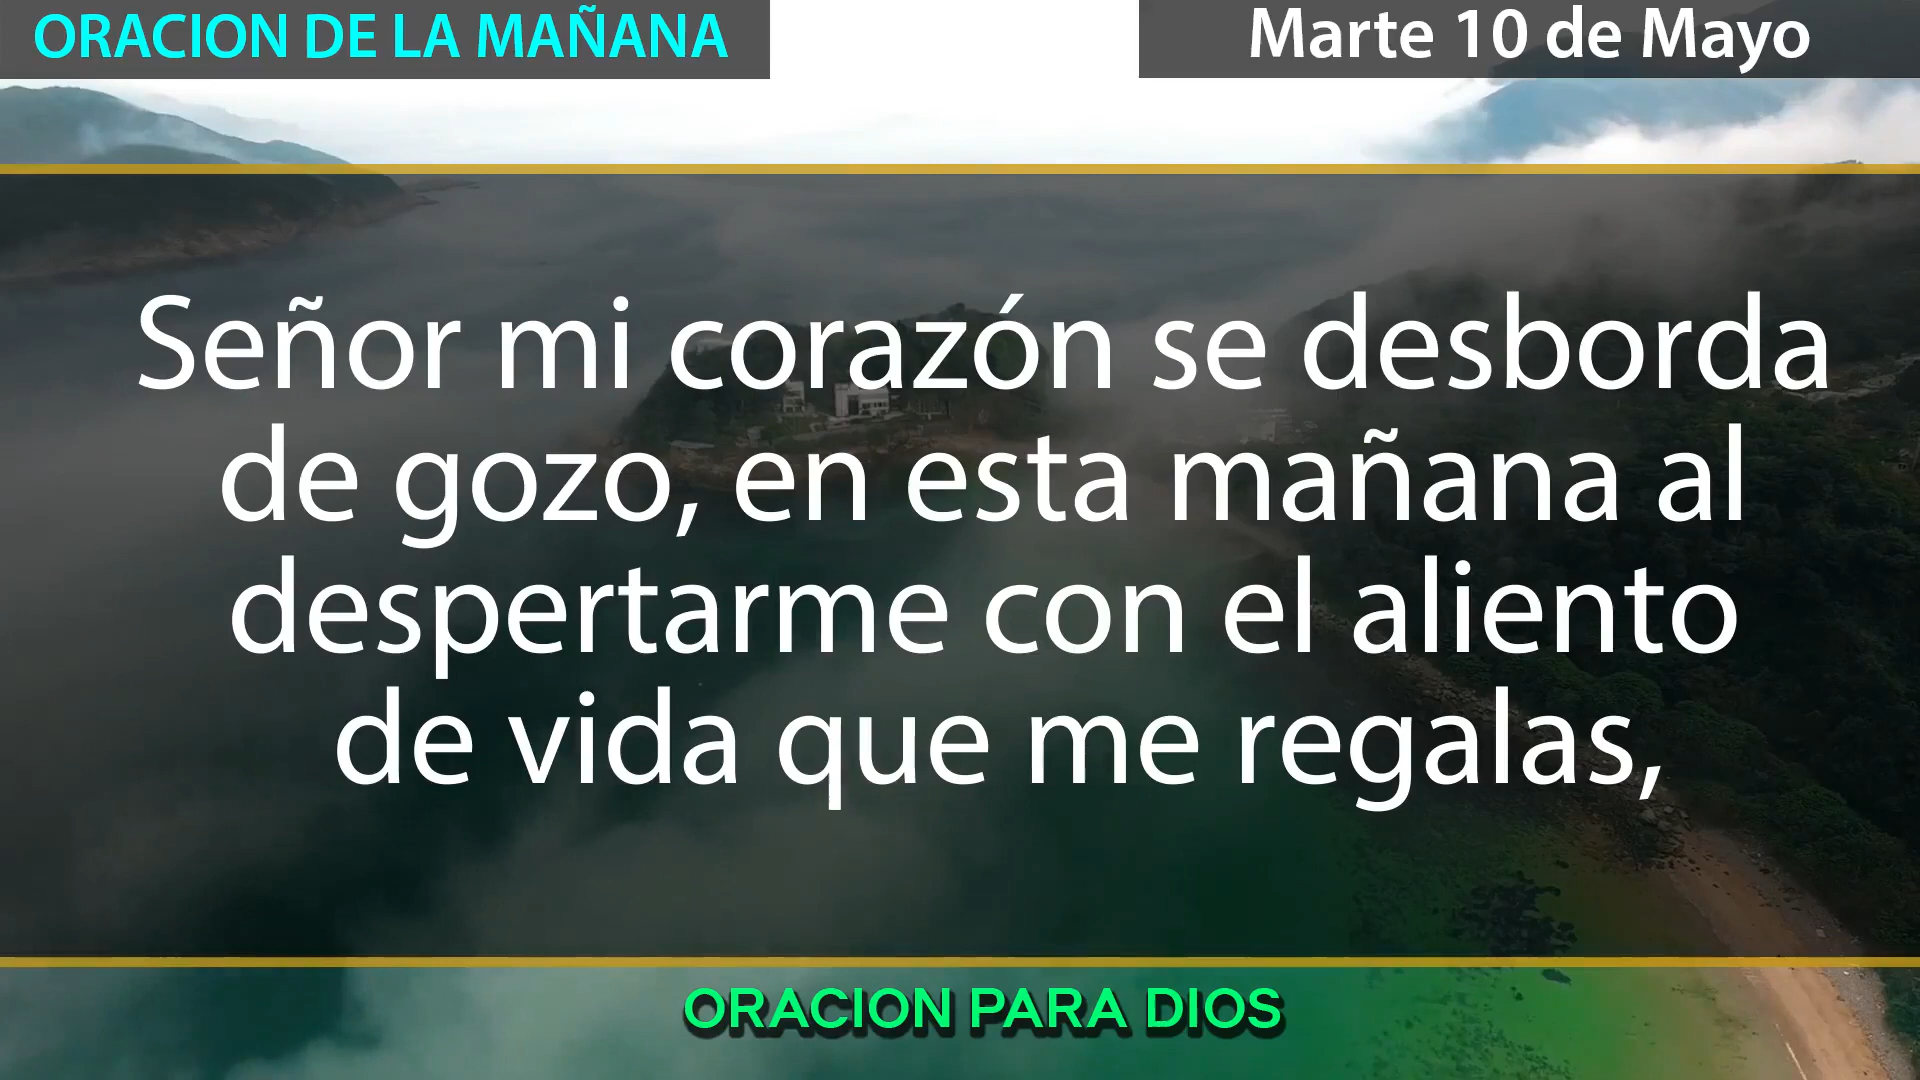 ORACION DE LA MAÑANA
Marte 10 de Mayo
Señor mi corazón se desborda
de gozo, en esta mañana al
despertarme con el aliento
de vida que me regalas,
ORACION PARA DIOS